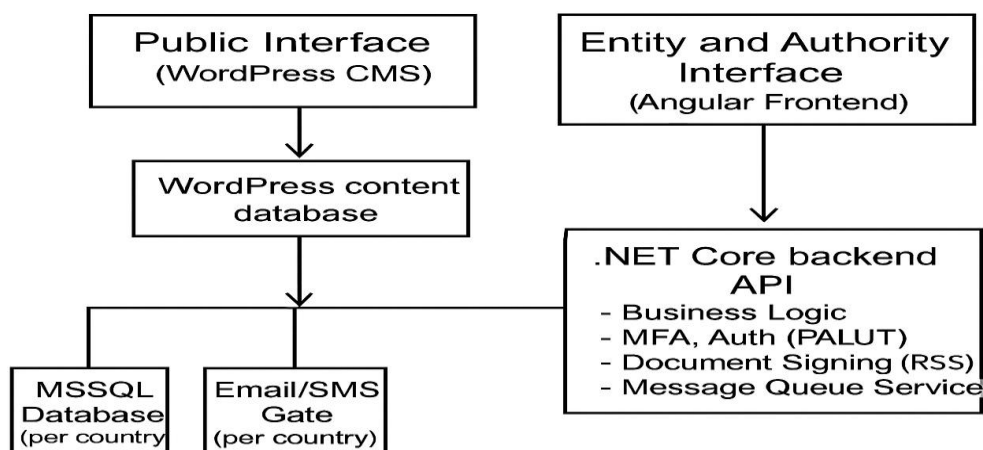 Public Interface
(WordPress CMS)
Entity and Authority
Interface
(Angular Frontend)
WordPress content
database
.NET Core backend
API
- Business Logic
- MFA, Auth (PALUT)
- Document Signing (RSS)
- Message Queue Service
MSSQL
Database
(per country
Email/SMS
Gate
(per country)